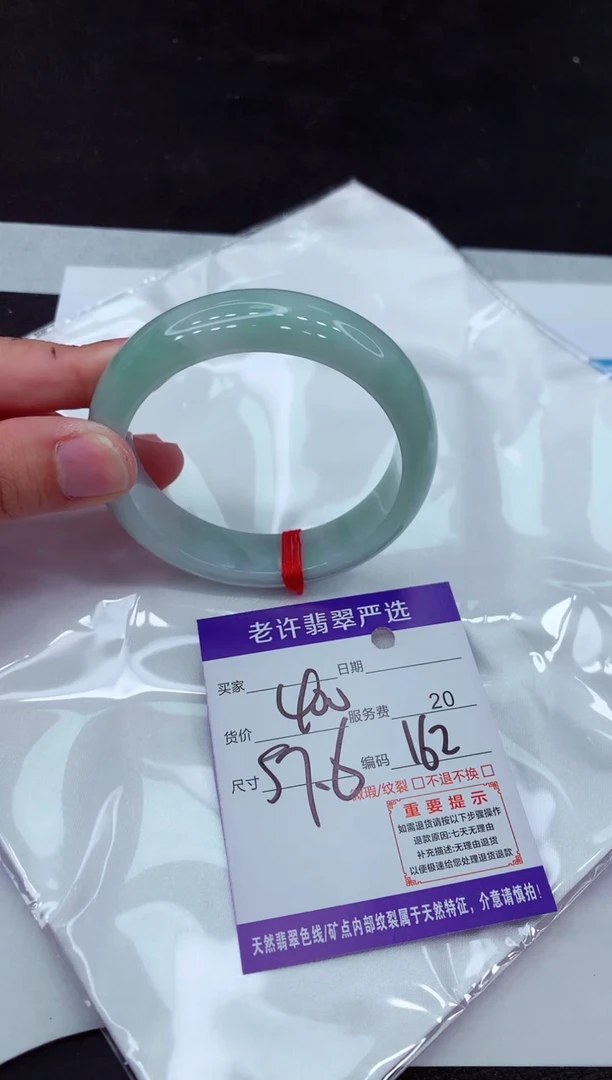 老许翡翠严选
买家 日期
货价 400 服务费 20
尺寸 57.6 编码 162
微瑕/纹裂 □不退不换 □
重要提示
如需退货请按以下步骤操作
退款原因:七天无理由
补充描述:无理由退货
以便极速给您处理退货退款
天然翡翠色线/矿点内部纹裂属于天然特征，介意请慎拍!